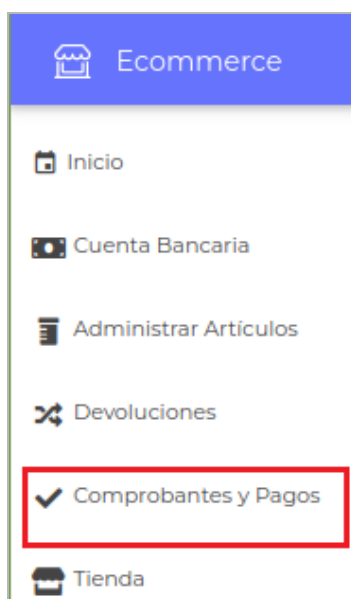 Ecommerce
Inicio
Cuenta Bancaria
Administrar Artículos
Devoluciones
Comprobantes y Pagos
Tienda